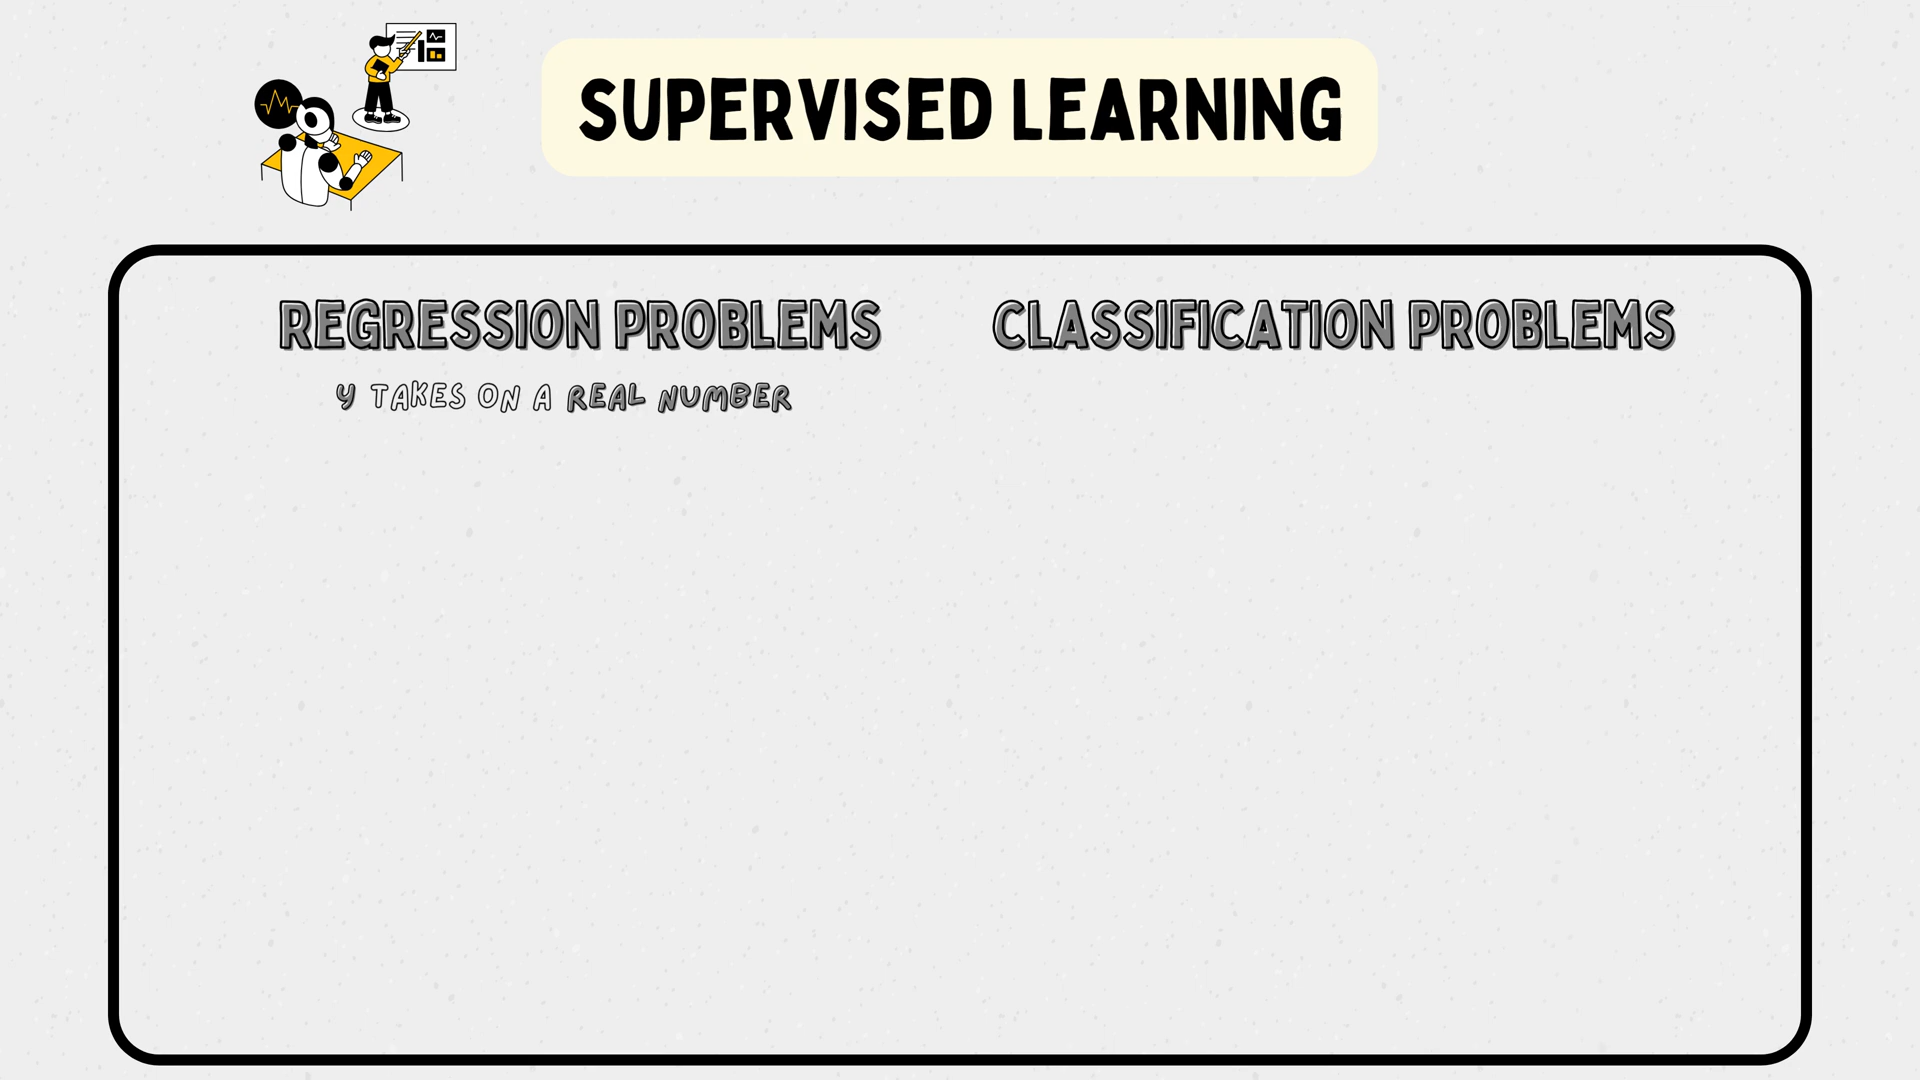 SUPERVISED LEARNING
REGRESSION PROBLEMS
CLASSIFICATION PROBLEMS
Y TAKES ON A REAL NUMBER